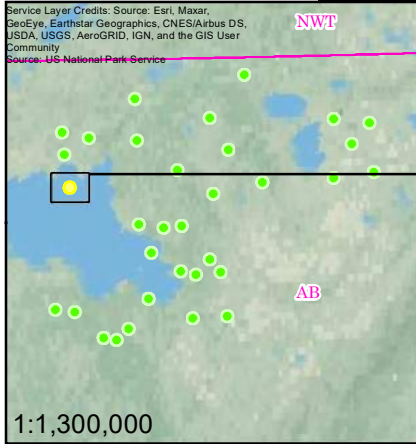 Service Layer Credits: Source: Esri, Maxar,
GeoEye, Earthstar Geographics, CNES/Airbus DS,
USDA, USGS, AeroGRID, IGN, and the GIS User
Community
Source: US National Park Service
NWT
AB
1:1,300,000